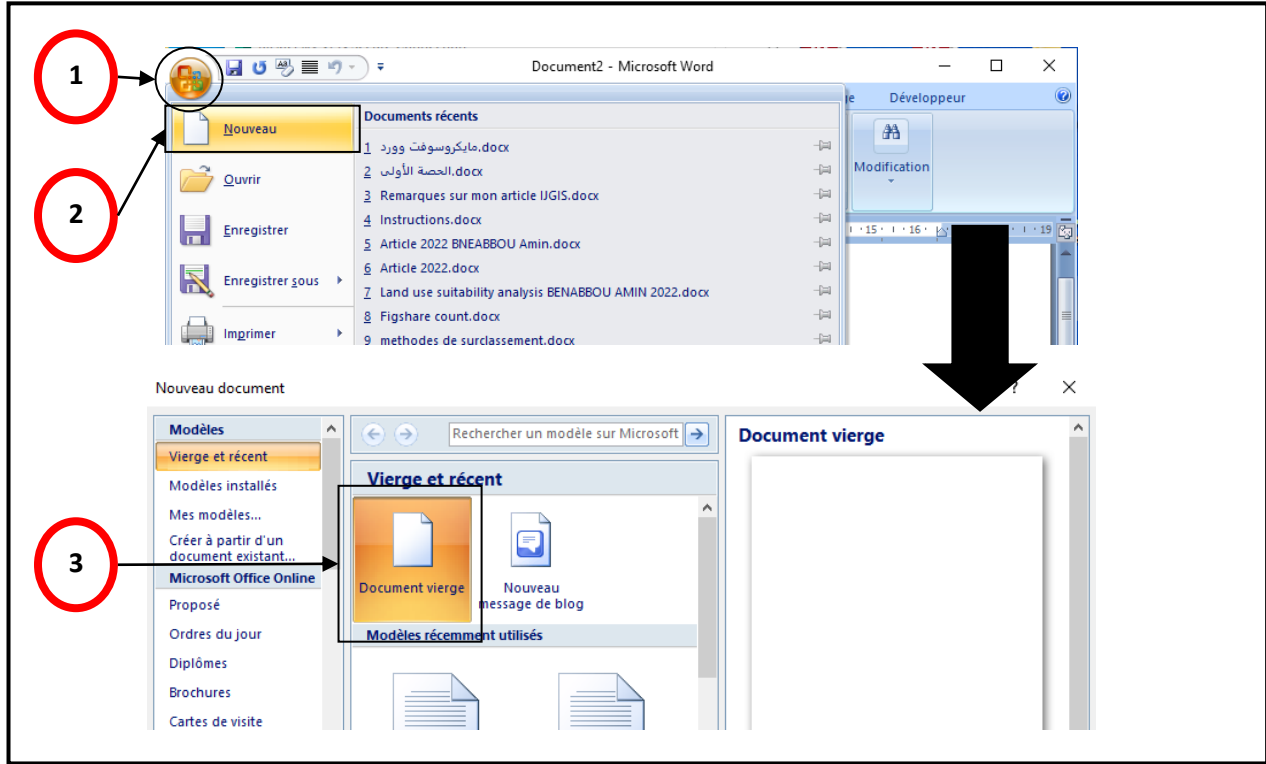 1
Document2 - Microsoft Word
Développeur
2
Nouveau
Ouvrir
Enregistrer
Enregistrer sous
Imprimer
Documents récents
1 مايكروسوفت وورد.docx
2 الحصة الأولى.docx
3 Remarques sur mon article IJGIS.docx
4 Instructions.docx
5 Article 2022 BNEABBOU Amin.docx
6 Article 2022.docx
7 Land use suitability analysis BENABBOU AMIN 2022.docx
8 Figshare count.docx
9 methodes de surclassement.docx
Modification
15 16 19
Nouveau document
?
3
Modèles
Vierge et récent
Modèles installés
Mes modèles...
Créer à partir d'un
document existant...
Microsoft Office Online
Proposé
Ordres du jour
Diplômes
Brochures
Cartes de visite
Rechercher un modèle sur Microsoft
Vierge et récent
Document vierge
Nouveau
message de blog
Modèles récemment utilisés
Document vierge